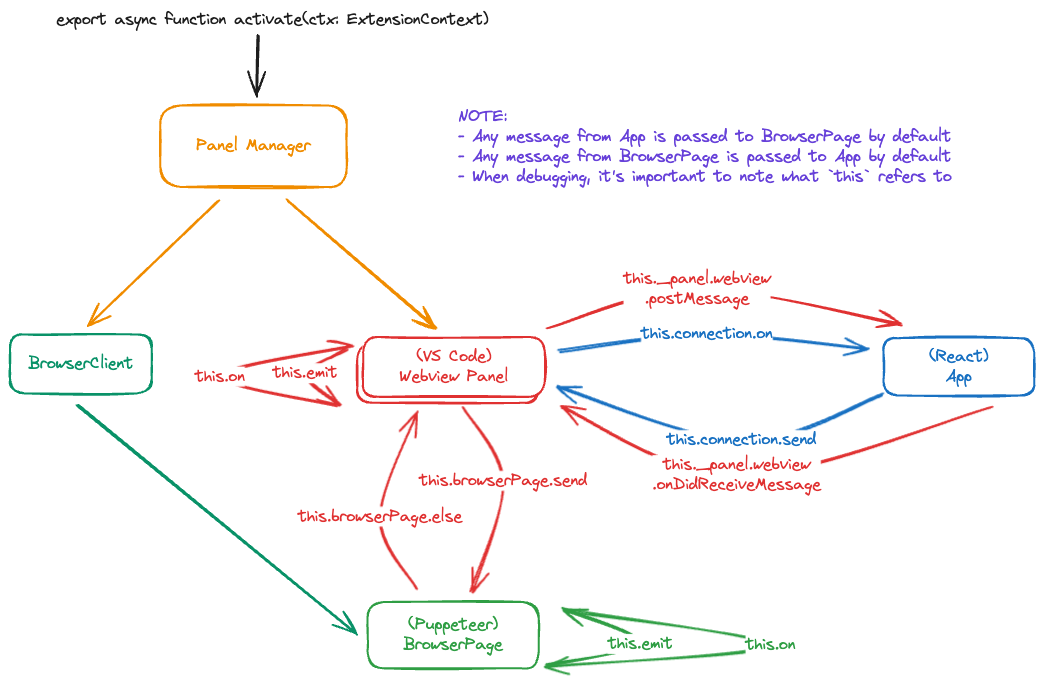 export async function activate(ctx: ExtensionContext)
Panel Manager
NOTE:
- Any message from App is passed to BrowserPage by default
- Any message from BrowserPage is passed to App by default
- When debugging, it's important to note what `this` refers to
this._panel.webview
.postMessage
this.connection.on
BrowserClient
this.on
this.emit
(VS Code)
Webview Panel
(React)
App
this.connection.send
this._panel.webview
.onDidReceiveMessage
this.browserPage.send
this.browserPage.else
(Puppeteer)
BrowserPage
this.emit
this.on